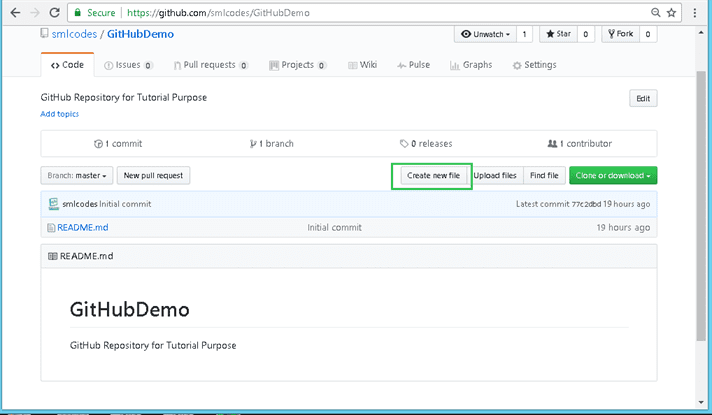 Secure https://github.com/smlcodes/GitHubDemo
smlcodes / GitHubDemo Unwatch 1 Star 0 Fork 0
Code Issues 0 Pull requests 0 Projects 0 Wiki Pulse Graphs Settings
GitHub Repository for Tutorial Purpose Edit
Add topics
1 commit 1 branch 0 releases 1 contributor
Branch: master New pull request Create new file Upload files Find file Clone or download
smlcodes Initial commit Latest commit 77c2dbd 19 hours ago
README.md Initial commit 19 hours ago
README.md
GitHubDemo
GitHub Repository for Tutorial Purpose